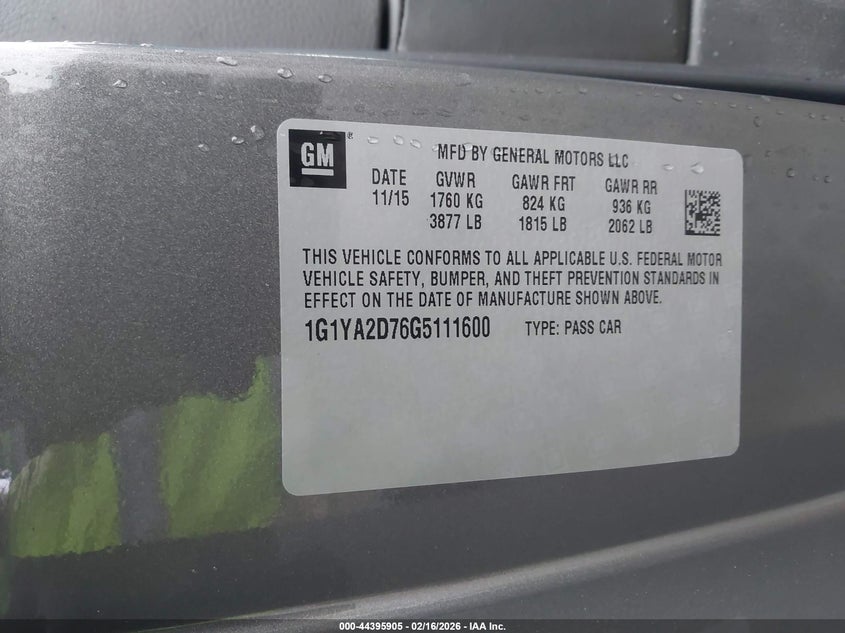 GM ®
MFD BY GENERAL MOTORS LLC
DATE GVWR GAWR FRT GAWR RR
11/15 1760 KG 824 KG 936 KG
3877 LB 1815 LB 2062 LB
THIS VEHICLE CONFORMS TO ALL APPLICABLE U.S. FEDERAL MOTOR
VEHICLE SAFETY, BUMPER, AND THEFT PREVENTION STANDARDS IN
EFFECT ON THE DATE OF MANUFACTURE SHOWN ABOVE.
1G1YA2D76G5111600 TYPE: PASS CAR
000-44395905 - 02/16/2026 - IAA Inc.